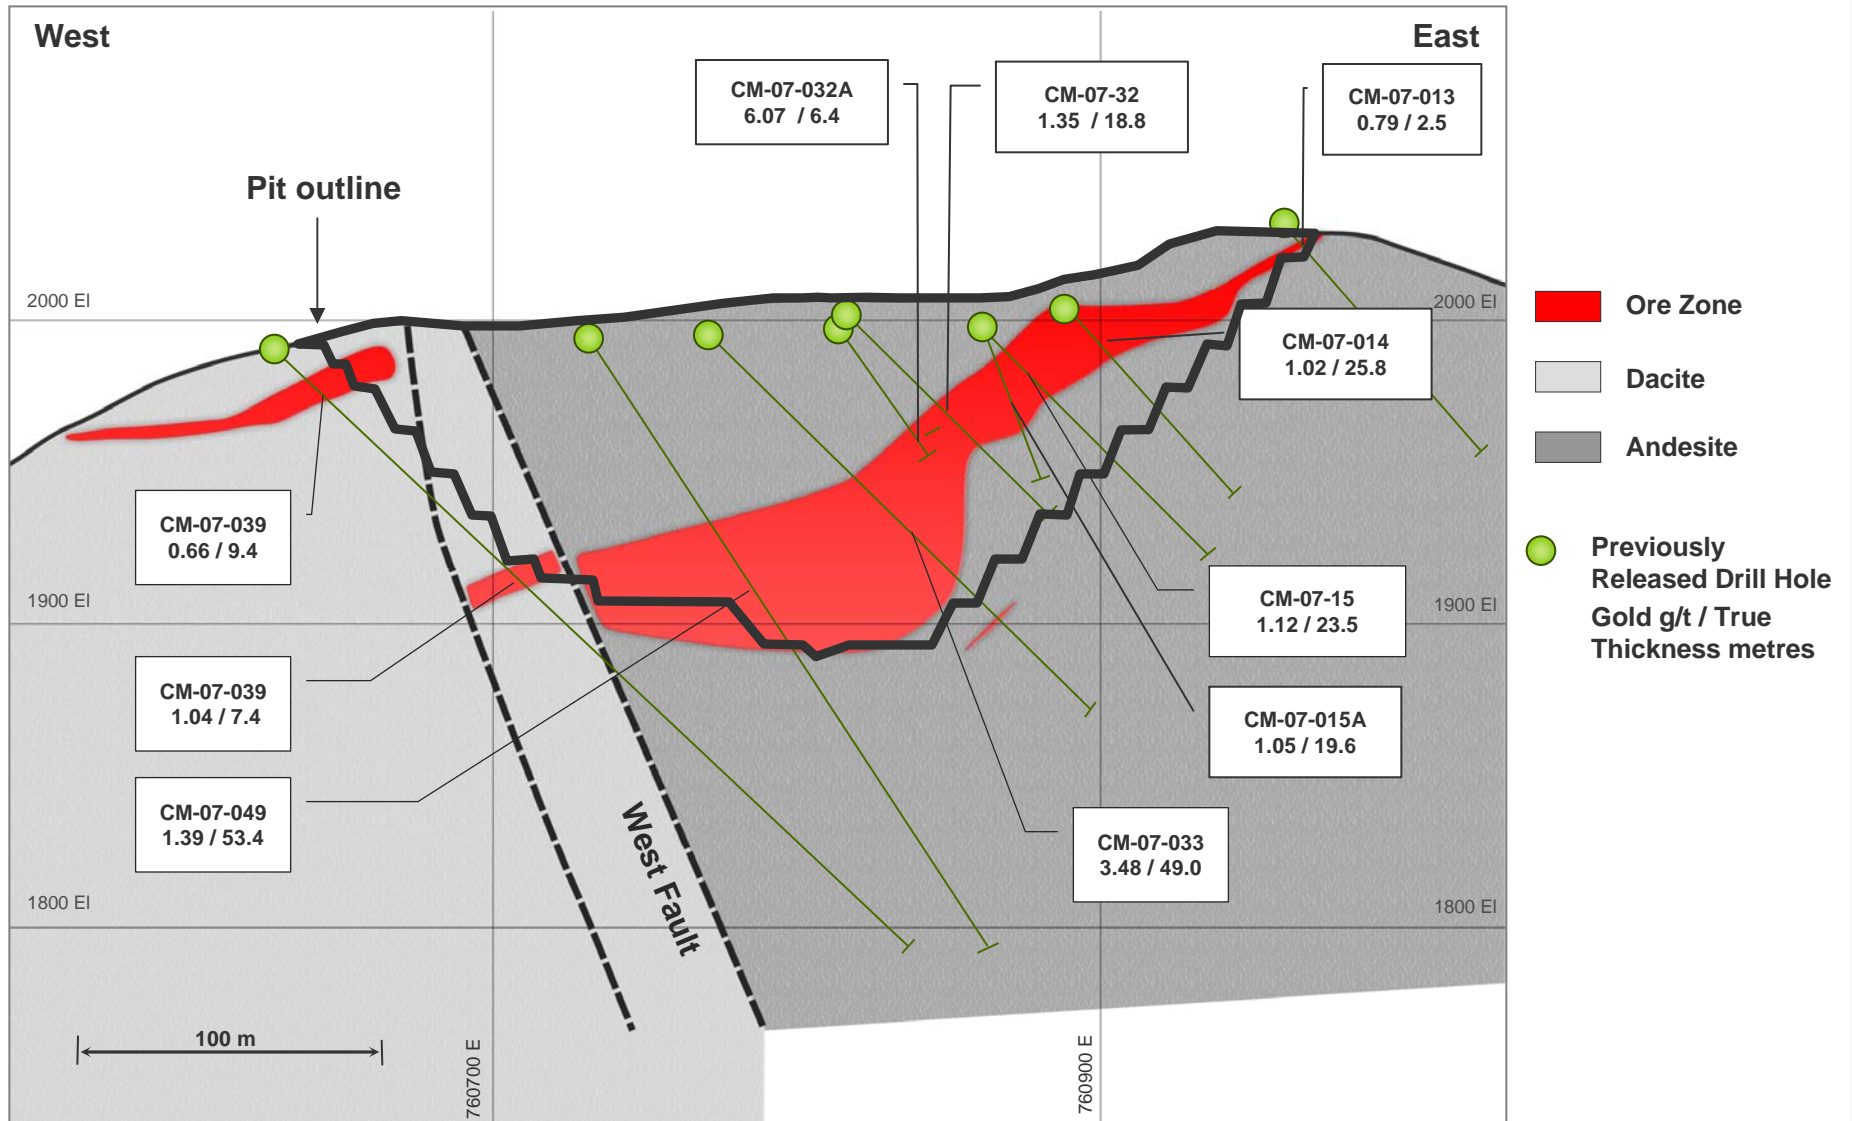 West
East
CM-07-032A
6.07 / 6.4
CM-07-32
1.35 / 18.8
CM-07-013
0.79 / 2.5
Pit outline
2000 El
2000 El
Ore Zone
CM-07-014
1.02 / 25.8
Dacite
Andesite
CM-07-039
0.66 / 9.4
Previously
Released Drill Hole
Gold g/t / True
Thickness metres
1900 El
1900 El
CM-07-15
1.12 / 23.5
CM-07-039
1.04 / 7.4
CM-07-015A
1.05 / 19.6
CM-07-049
1.39 / 53.4
CM-07-033
3.48 / 49.0
West Fault
1800 El
1800 El
100 m
760700 E
760900 E